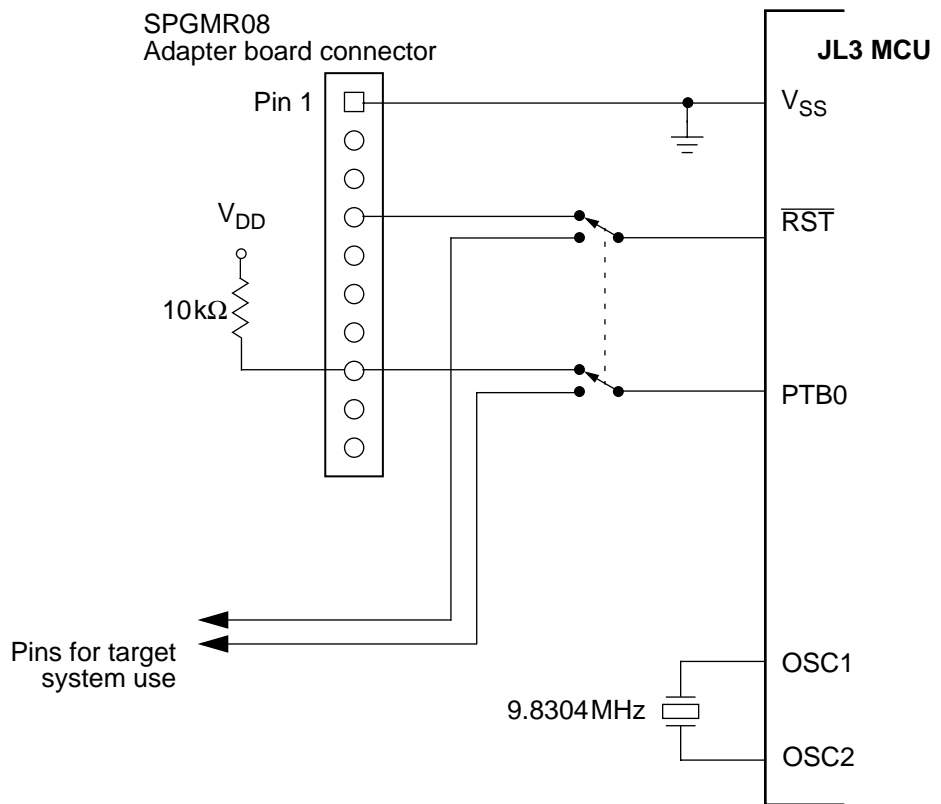 SPGMR08
Adapter board connector
JL3 MCU
Pin 1
VSS
VDD
RST
10kΩ
PTB0
Pins for target
system use
OSC1
9.8304MHz
OSC2